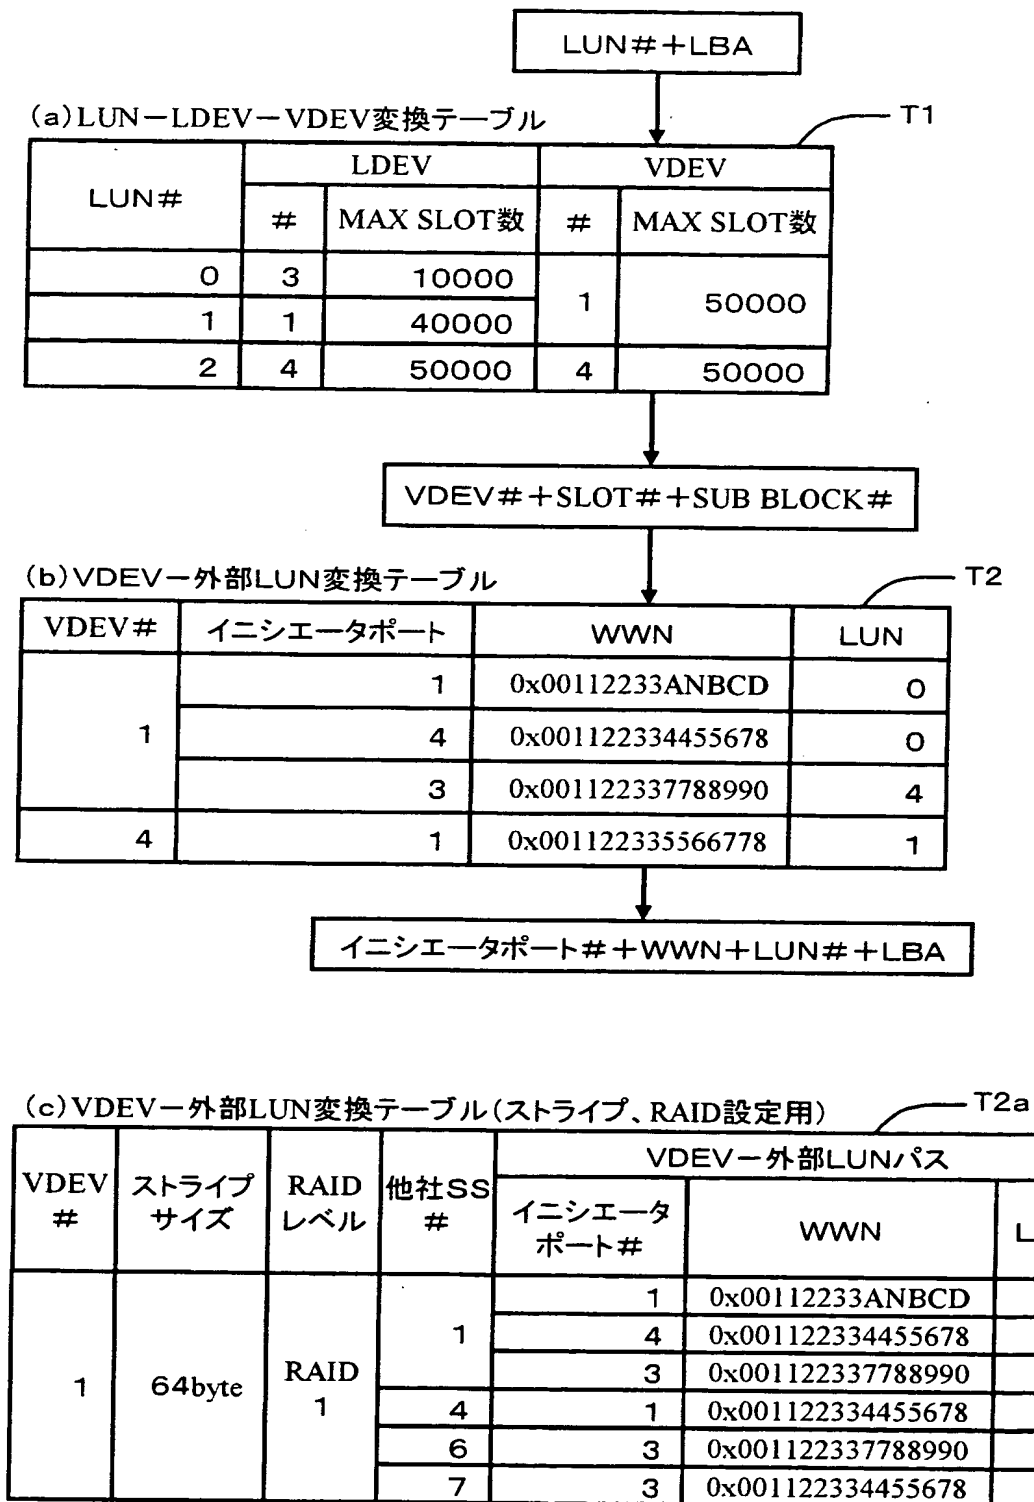 LUN#+LBA
(a)LUN-LDEV-VDEV変換テーブル
T1
LUN# LDEV VDEV
# MAX SLOT数 # MAX SLOT数
0 3 10000 1 50000
1 1 40000
2 4 50000 4 50000
VDEV#+SLOT#+SUB BLOCK#
(b)VDEV-外部LUN変換テーブル
T2
VDEV# イニシエータポート WWN LUN
1 1 0x00112233ANBCD 0
4 0x001122334455678 0
3 0x001122337788990 4
4 1 0x001122335566778 1
イニシエータポート#+WWN+LUN#+LBA
(c)VDEV-外部LUN変換テーブル(ストライプ、RAID設定用)
T2a
VDEV-外部LUNパス
VDEV ストライプ RAID 他社SS
# サイズ レベル #
イニシエータ WWN L
ポート#
1 64byte RAID
1
1 1 0x00112233ANBCD
4 0x001122334455678
3 0x001122337788990
4 1 0x001122334455678
6 3 0x001122337788990
7 3 0x001122334455678